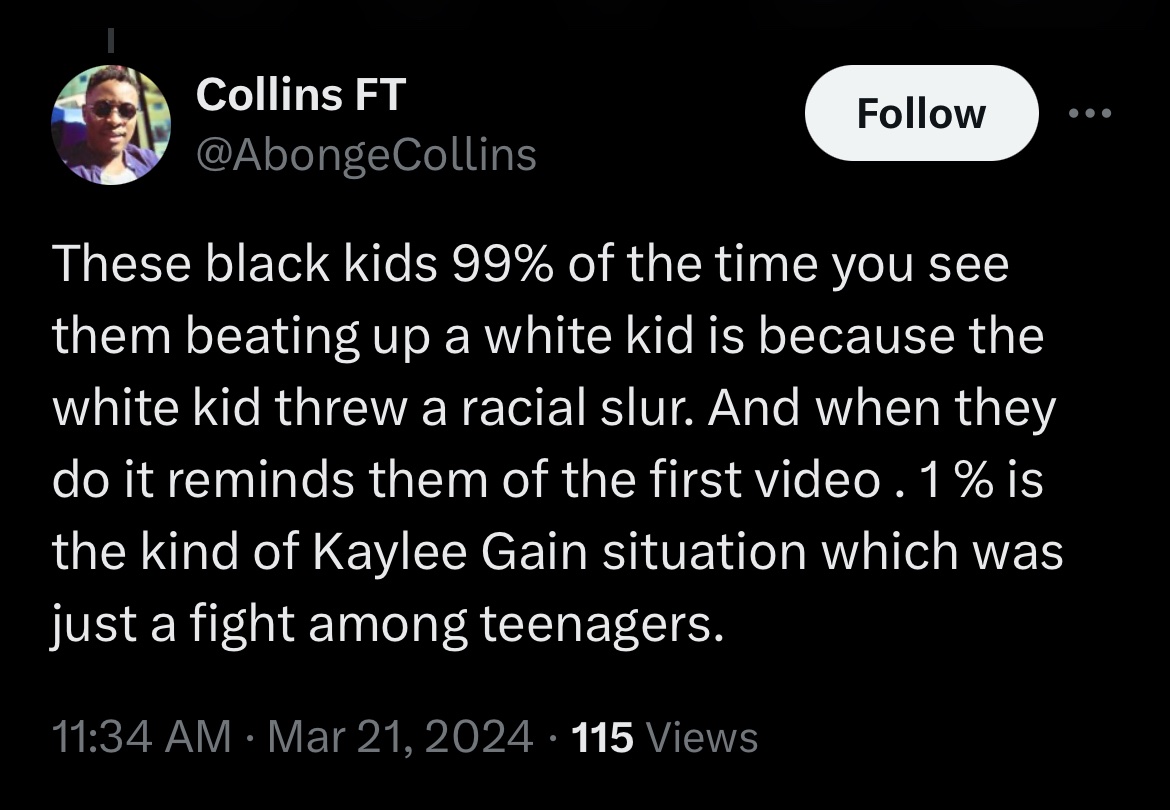 Collins FT
@AbongeCollins
Follow
These black kids 99% of the time you see
them beating up a white kid is because the
white kid threw a racial slur. And when they
do it reminds them of the first video . 1 % is
the kind of Kaylee Gain situation which was
just a fight among teenagers.
11:34 AM · Mar 21, 2024 · 115 Views